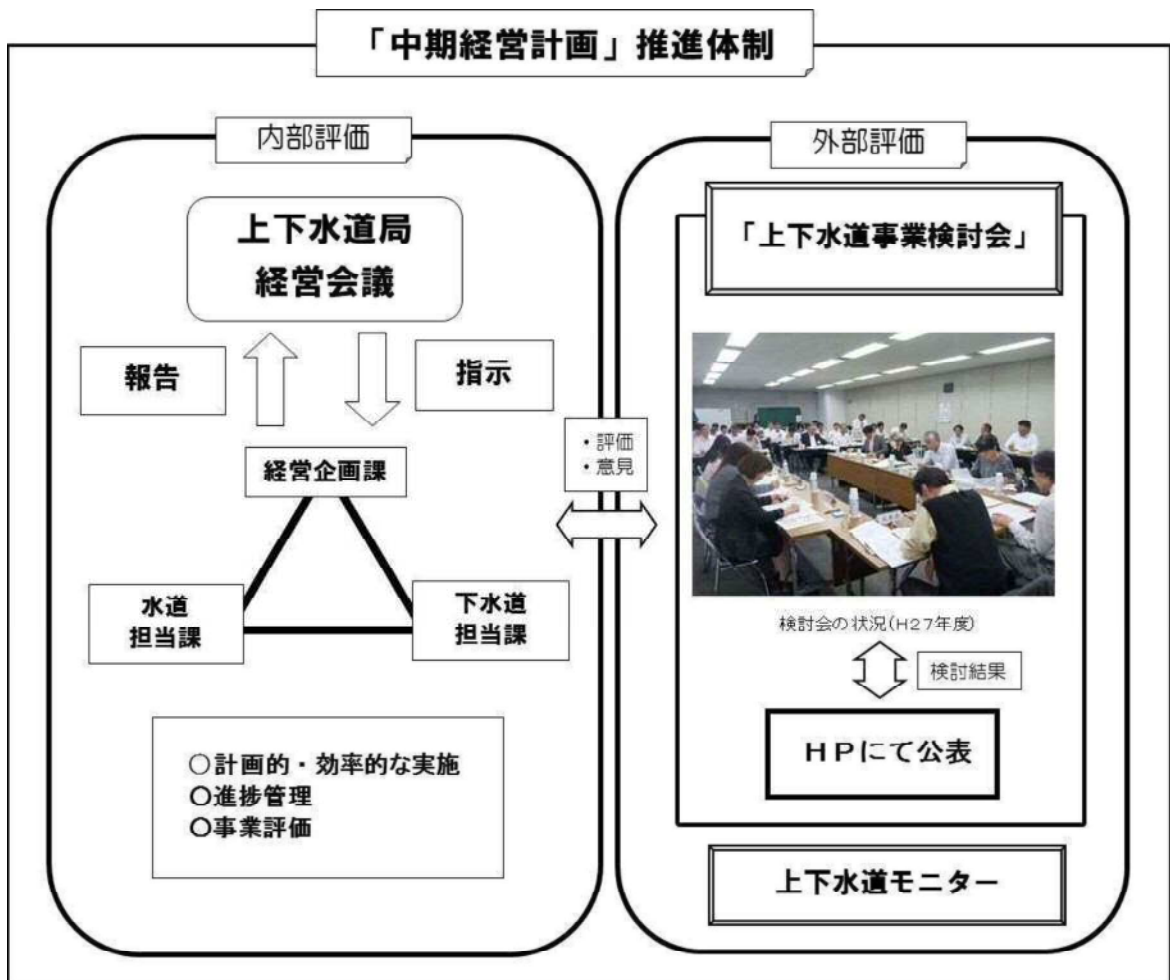 「中期経営計画」推進体制
内部評価
上下水道局
経営会議
報告
指示
経営企画課
水道
担当課
下水道
担当課
○計画的・効率的な実施
○進捗管理
○事業評価
・評価
・意見
外部評価
「上下水道事業検討会」
検討会の状況(H27年度)
検討結果
HPにて公表
上下水道モニター